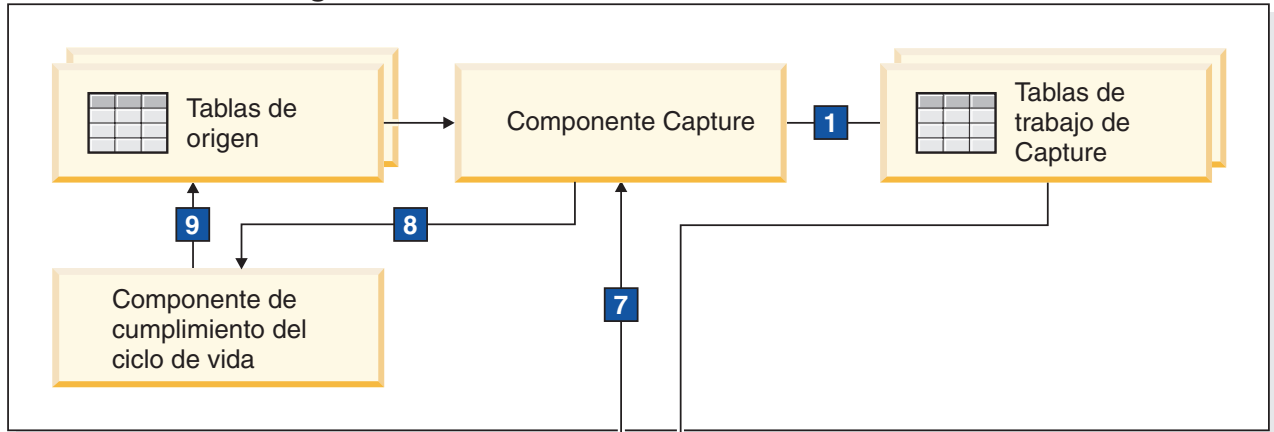 Tablas de
origen
Componente Capture
1
Tablas de
trabajo de
Capture
9
8
Componente de
cumplimiento del
ciclo de vida
7